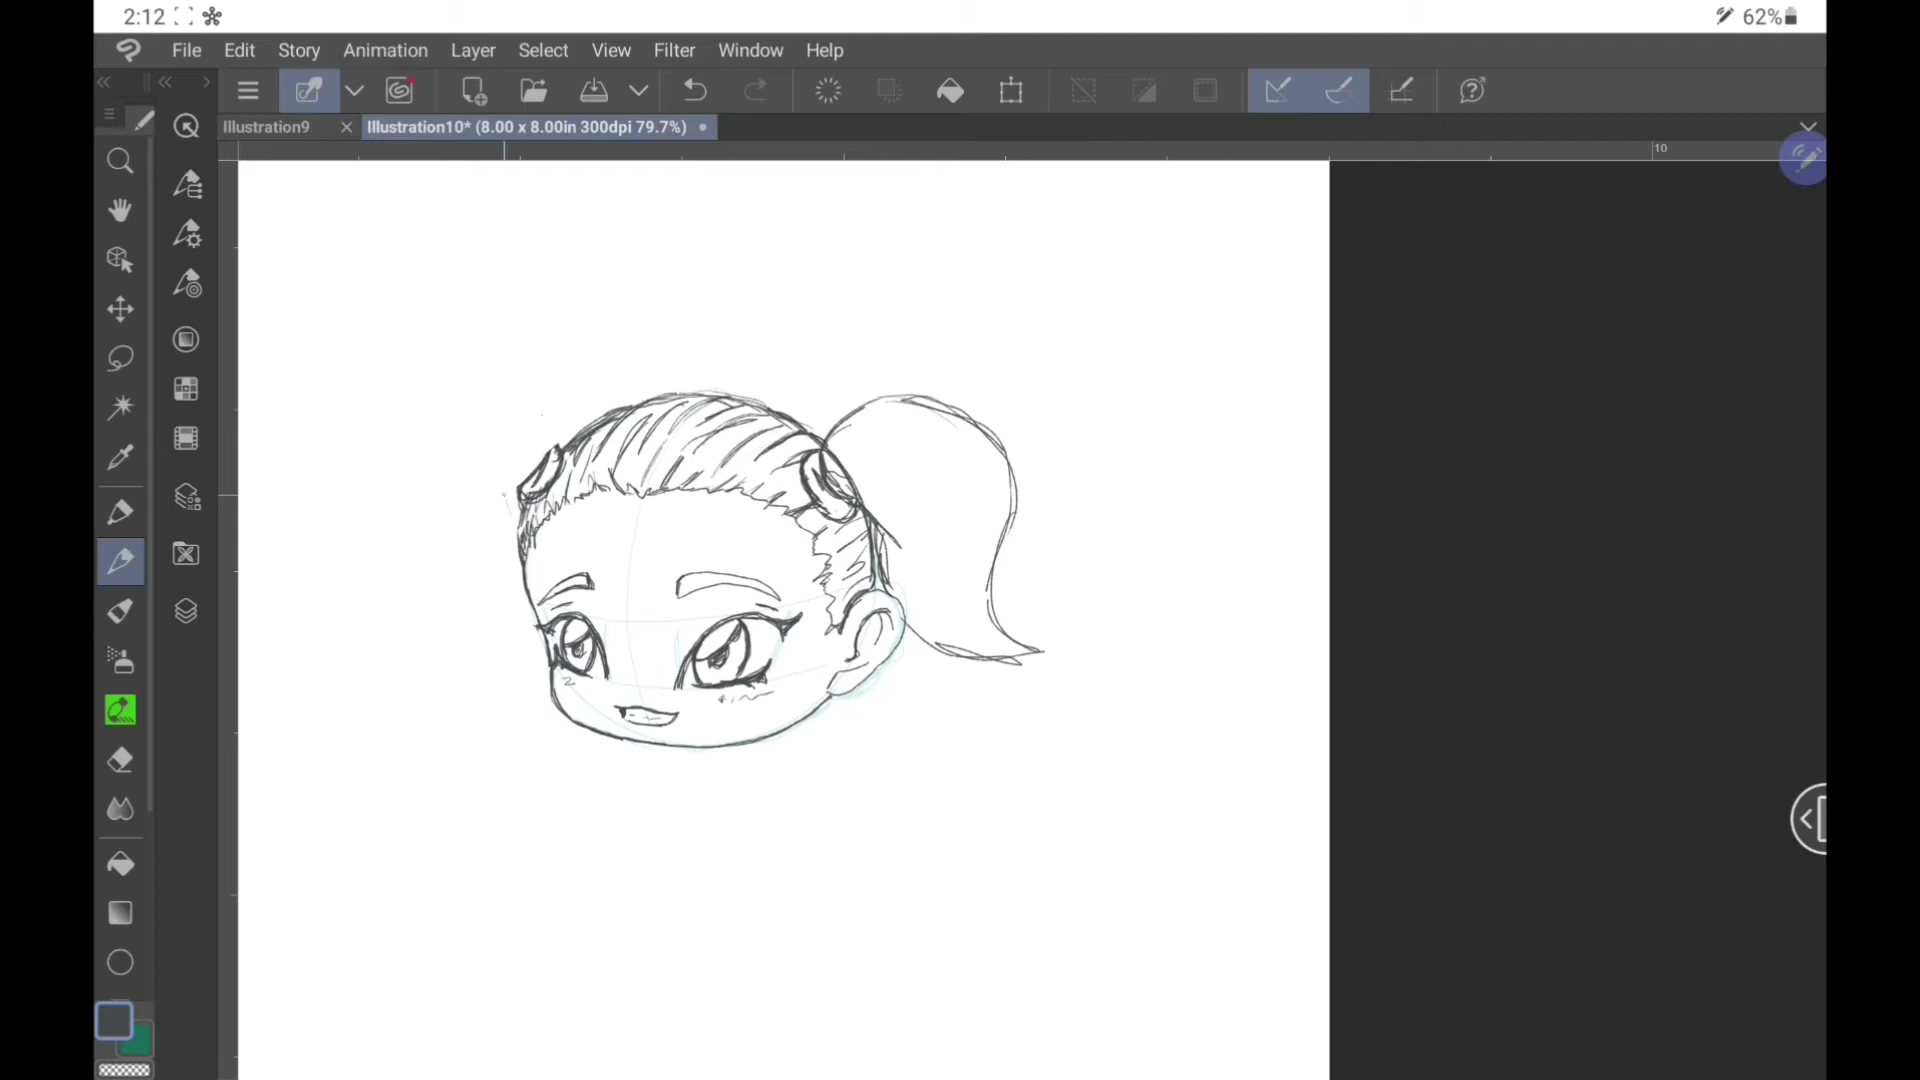 2:12 62%
File Edit Story Animation Layer Select View Filter Window Help
Illustration9 Illustration10* (8.00 x 8.00in 300dpi 79.7%)
10